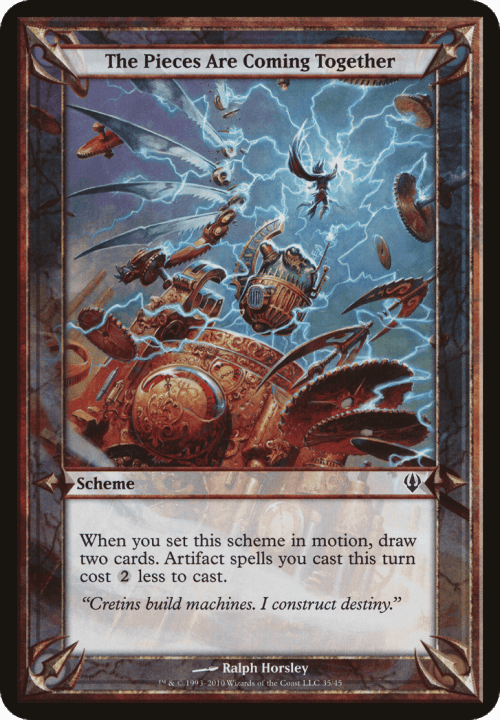 The Pieces Are Coming Together
Scheme
When you set this scheme in motion, draw
two cards. Artifact spells you cast this turn
cost 2 less to cast.
“Cretins build machines. I construct destiny.”
Ralph Horsley
™ & © 1993-2010 Wizards of the Coast LLC 35/45